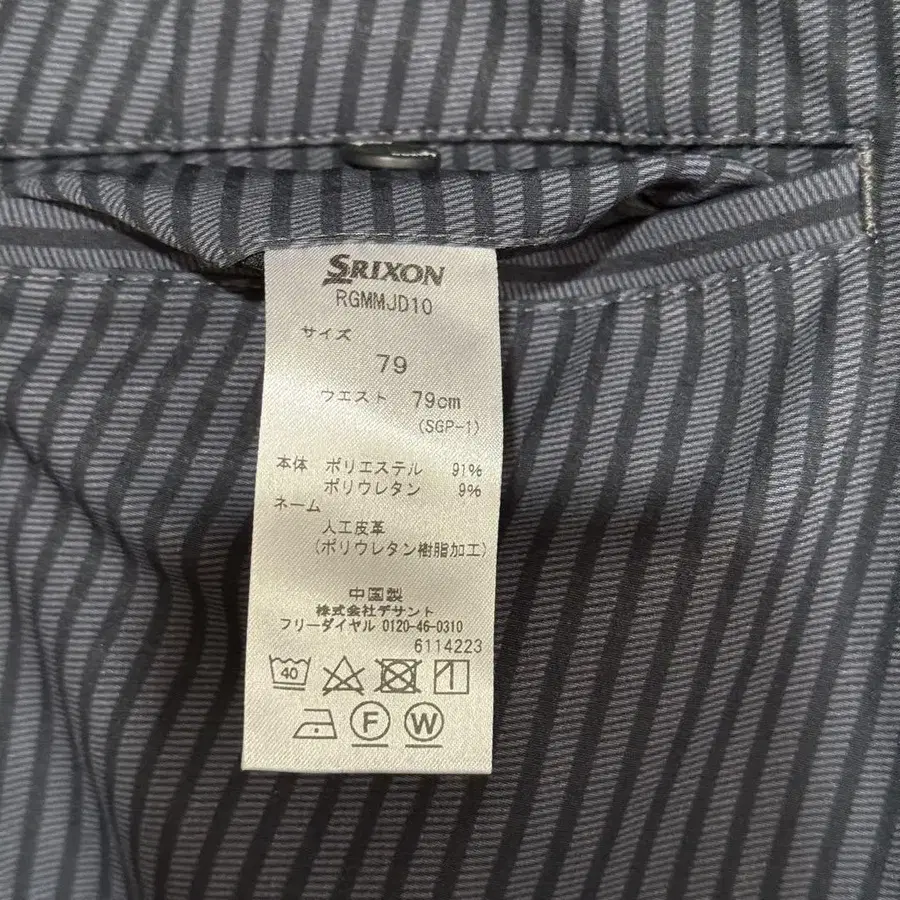 SRIXON
RGMMJD10
サイズ
79
ウエスト 79cm
(SGP-1)
本体 ポリエステル 91%
ポリウレタン 9%
ネーム
人工皮革
(ポリウレタン樹脂加工)
中国製
株式会社デサント
フリーダイヤル 0120-46-0310
6114223
40
F W